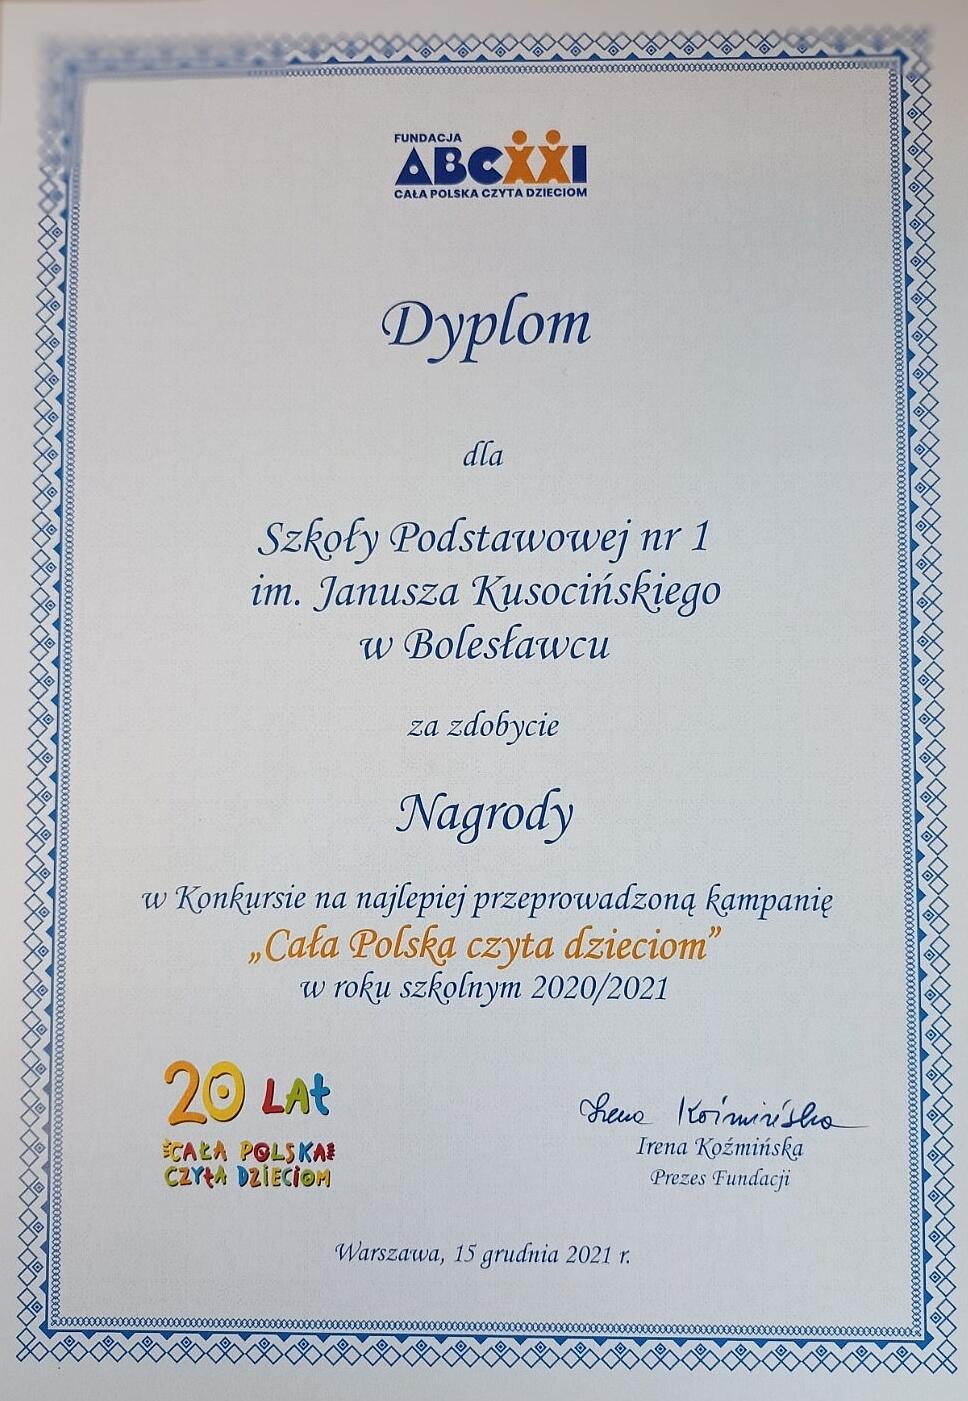 FUNDACJA
ABCXXI
CAŁA POLSKA CZYTA DZIECIOM
Dyplom
dla
Szkoły Podstawowej nr 1
im. Janusza Kusocińskiego
w Bolesławcu
za zdobycie
Nagrody
w Konkursie na najlepiej przeprowadzoną kampanię
„Cała Polska czyta dzieciom”
w roku szkolnym 2020/2021
20 LAt
CAŁA POLSKA
CZYtA DZIECIOM
Irena Koźmińska
Irena Koźmińska
Prezes Fundacji
Warszawa, 15 grudnia 2021 r.